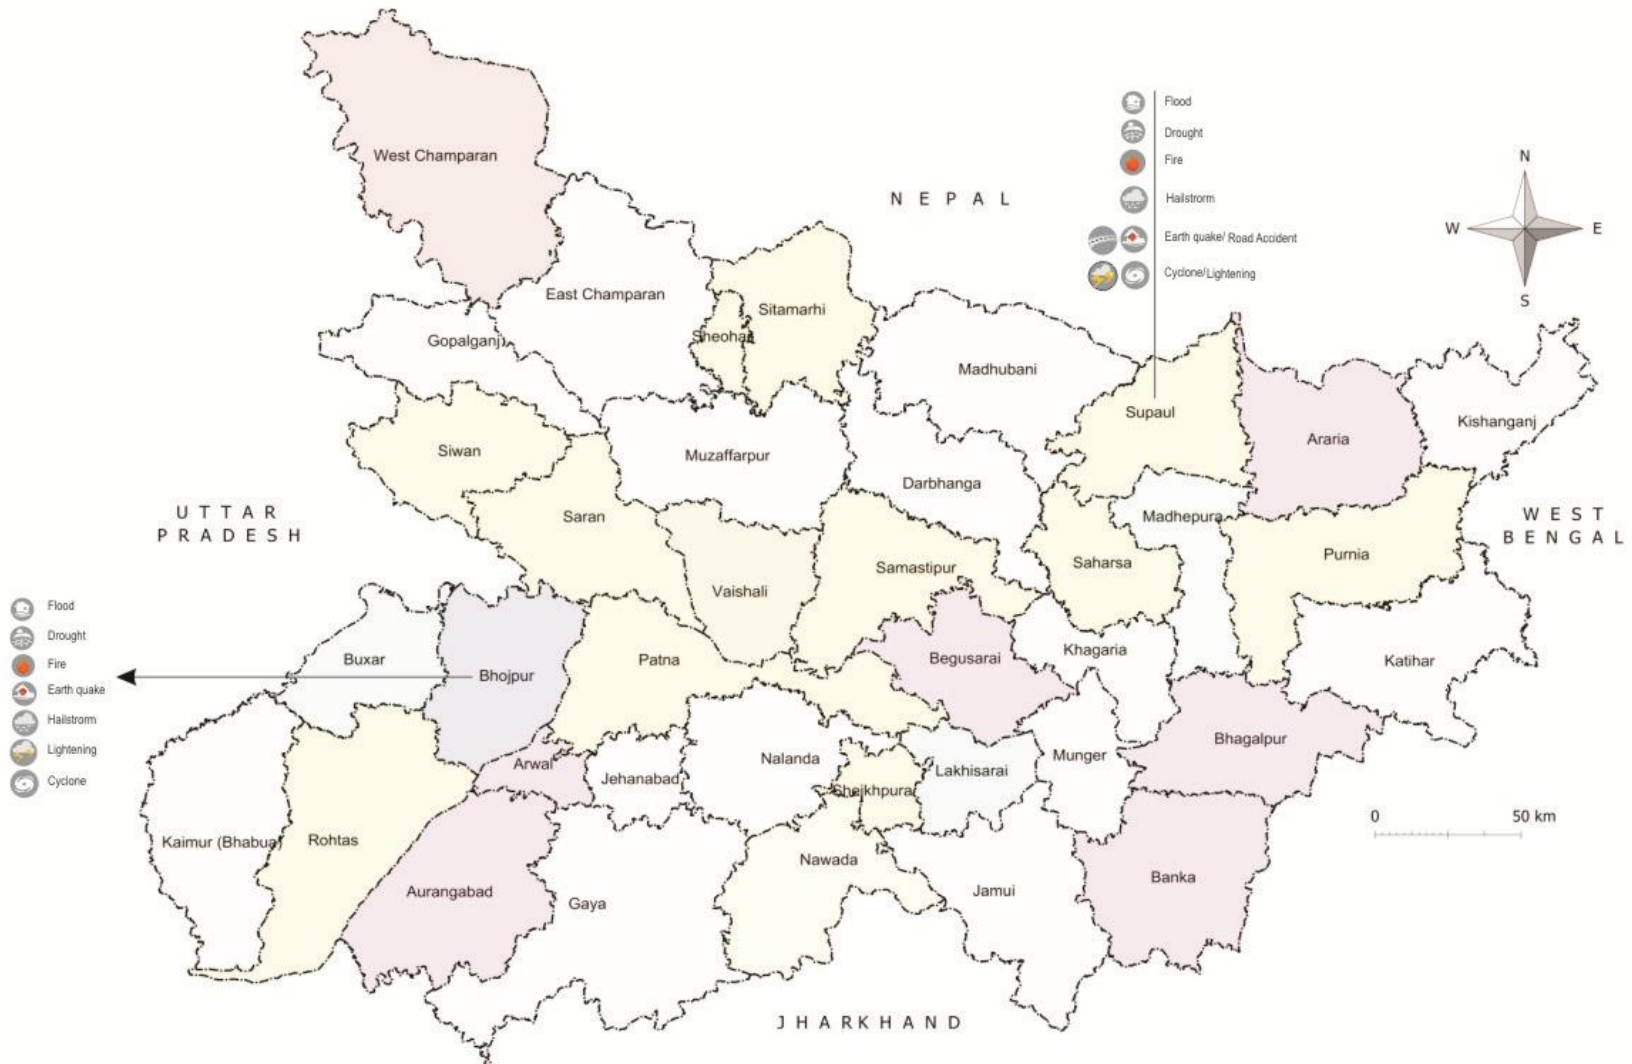 Flood
Drought
Fire
Hailstrorm
Earth quake/ Road Accident
Cyclone/Lightening
N
W E
S
NEPAL
West Champaran
East Champaran
Gopalganj
Sheohar
Sitamarhi
Madhubani
Supaul
Araria
Kishanganj
Siwan
Muzaffarpur
Darbhanga
Saran
Madhepura
UTTAR
PRADESH
WEST
BENGAL
Vaishali
Samastipur
Saharsa
Purnia
Flood
Drought
Fire
Earth quake
Hailstrorm
Lightening
Cyclone
Buxar
Bhojpur
Patna
Begusarai
Khagaria
Katihar
Arwal
Jehanabad
Nalanda
Sheikhpura
Lakhisarai
Munger
Bhagalpur
0 50 km
Kaimur (Bhabua)
Rohtas
Aurangabad
Gaya
Nawada
Jamui
Banka
JHARKHAND